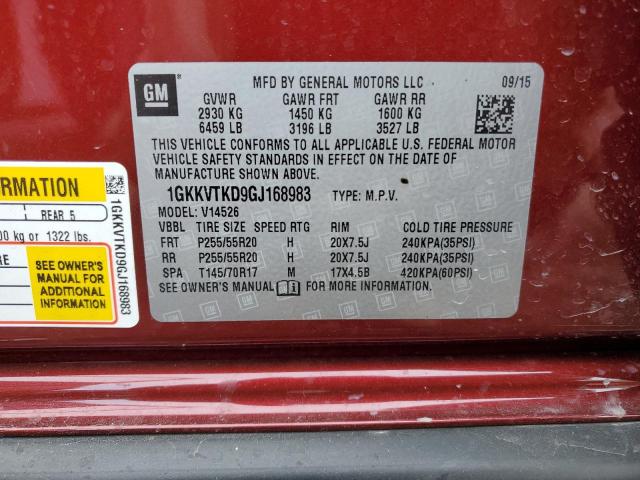 GM
MFD BY GENERAL MOTORS LLC 09/15
GVWR GAWR FRT GAWR RR
2930 KG 1450 KG 1600 KG
6459 LB 3196 LB 3527 LB
THIS VEHICLE CONFORMS TO ALL APPLICABLE U.S. FEDERAL MOTOR
VEHICLE SAFETY STANDARDS IN EFFECT ON THE DATE OF
MANUFACTURE SHOWN ABOVE.
1GKKVTKD9GJ168983 TYPE: M.P.V.
MODEL: V14526
VBBL TIRE SIZE SPEED RTG RIM COLD TIRE PRESSURE
FRT P255/55R20 H 20X7.5J 240KPA(35PSI)
RR P255/55R20 H 20X7.5J 240KPA(35PSI)
SPA T145/70R17 M 17X4.5B 420KPA(60PSI)
SEE OWNER'S MANUAL FOR MORE INFORMATION.
ORMATION
REAR 5
00 kg or 1322 lbs.
RE
SEE OWNER'S
MANUAL FOR
ADDITIONAL
INFORMATION
1GKKVTKD9GJ168983